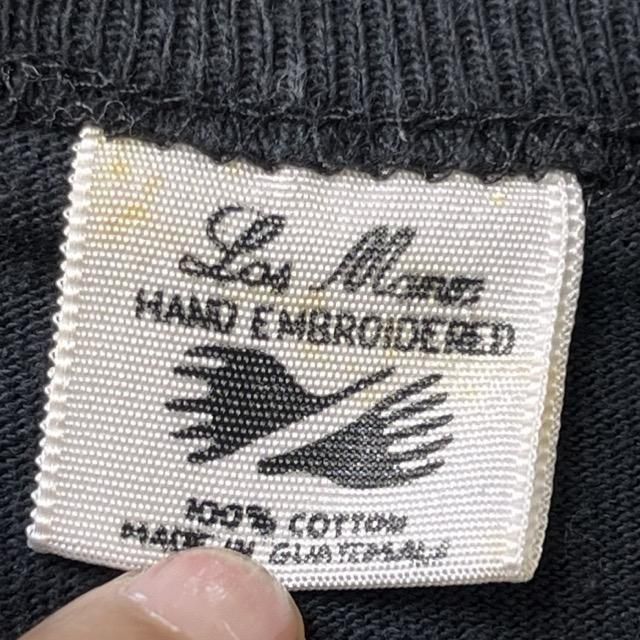 Los Manos
HAND EMBROIDERED
100% COTTON
MADE IN GUATEMALA